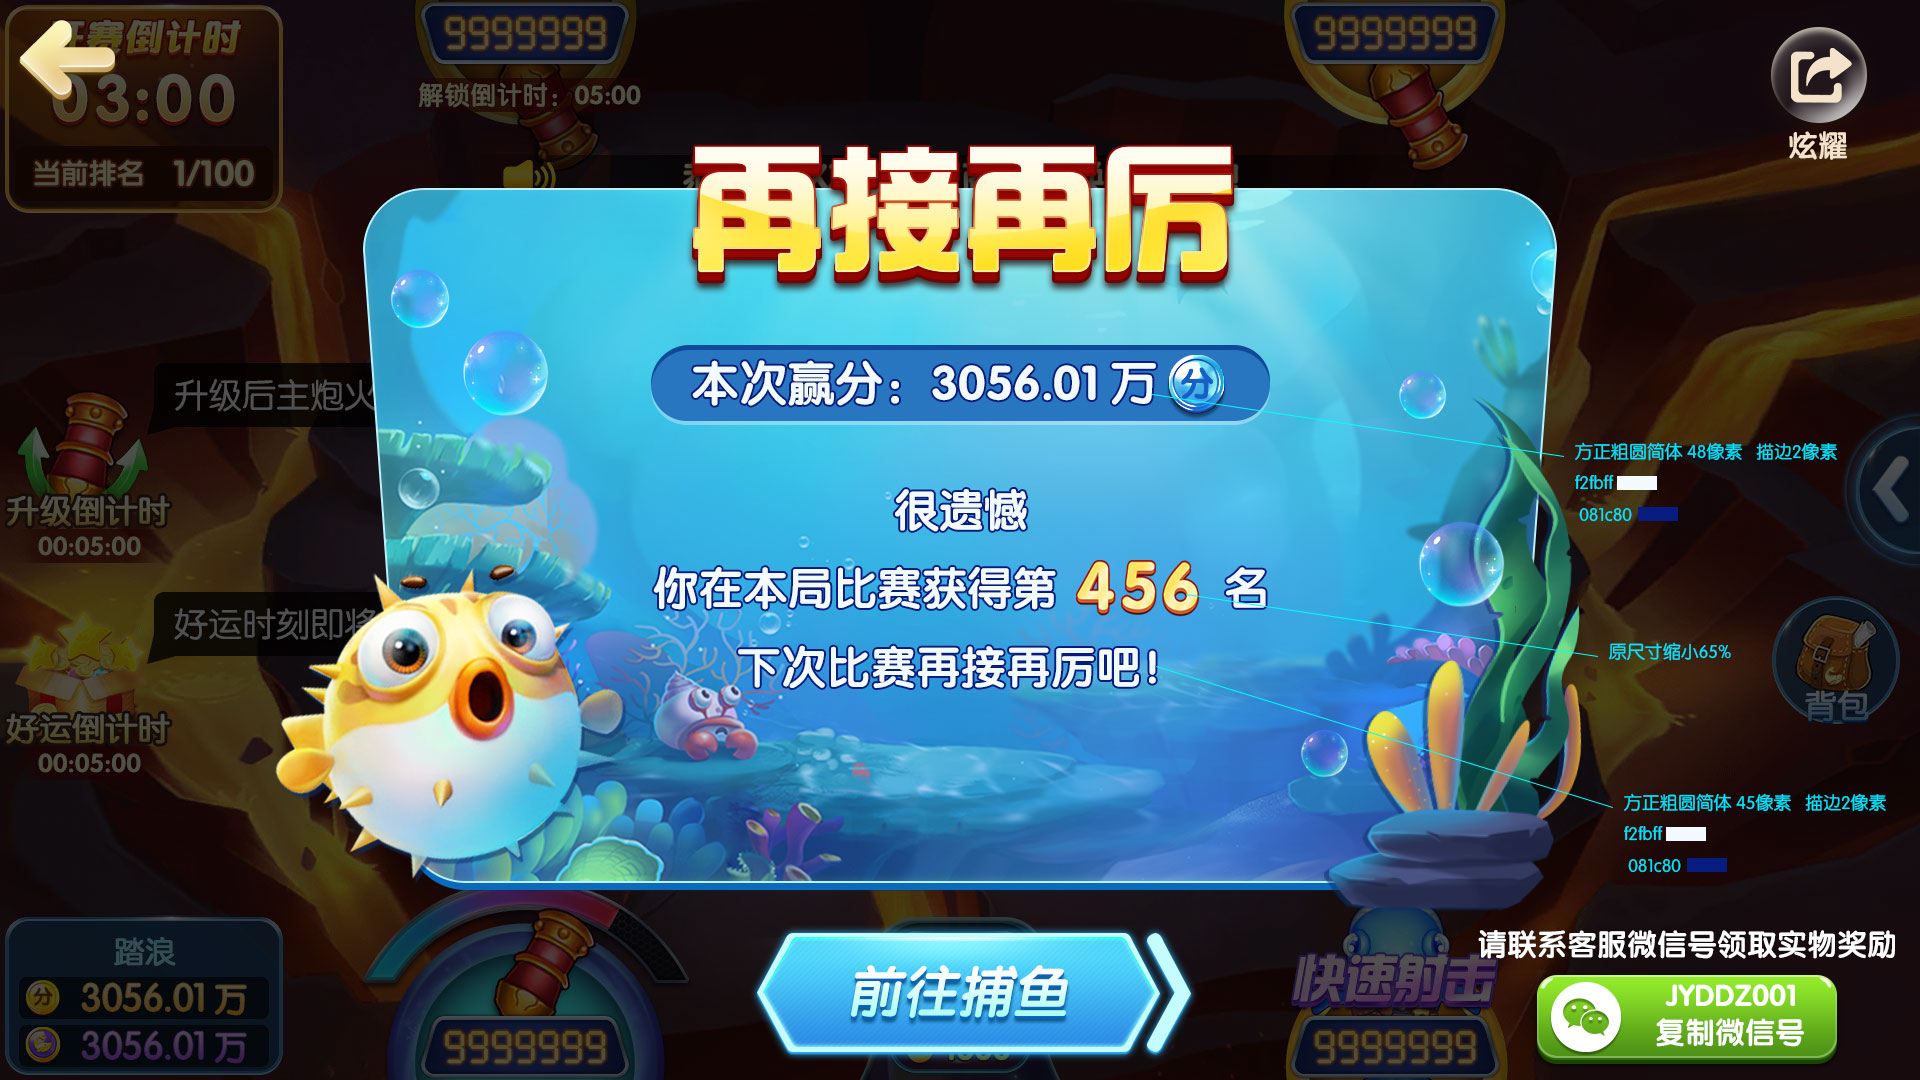 开赛倒计时
03:00
当前排名 1/100
9999999
解锁倒计时：05:00
9999999
炫耀
再接再厉
本次赢分：3056.01 万 分
升级后主炮火
升级倒计时
00:05:00
方正粗圆简体 48像素 描边2像素
f2fbff
081c80
很遗憾
你在本局比赛获得第 456 名
下次比赛再接再厉吧！
好运时刻即将
好运倒计时
00:05:00
原尺寸缩小65%
背包
方正粗圆简体 45像素 描边2像素
f2fbff
081c80
踏浪
分 3056.01 万
3056.01 万
9999999
前往捕鱼
快速射击
9999999
请联系客服微信号领取实物奖励
JYDDZ001
复制微信号